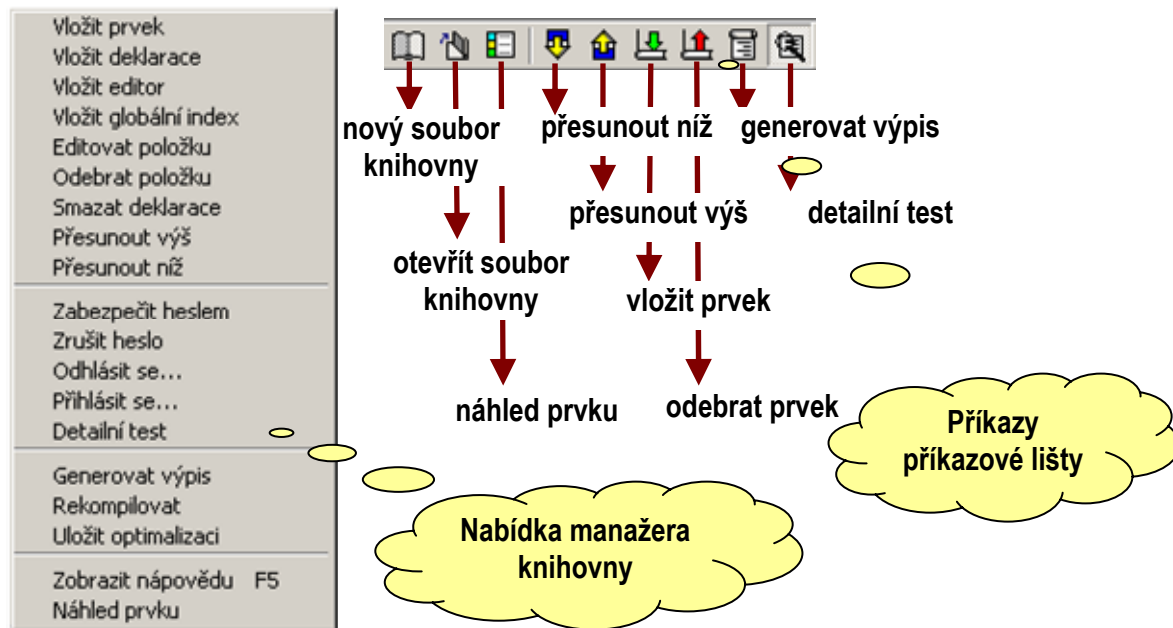 Vložit prvek
Vložit deklarace
Vložit editor
Vložit globální index
Editovat položku
Odebrat položku
Smazat deklarace
Přesunout výš
Přesunout níž
Zabezpečit heslem
Zrušit heslo
Odhlásit se...
Přihlásit se...
Detailní test
Generovat výpis
Rekompilovat
Uložit optimalizaci
Zobrazit nápovědu F5
Náhled prvku
nový soubor
knihovny
přesunout níž
generovat výpis
přesunout výš
detailní test
otevřít soubor
knihovny
vložit prvek
náhled prvku
odebrat prvek
Příkazy
příkazové lišty
Nabídka manažera
knihovny